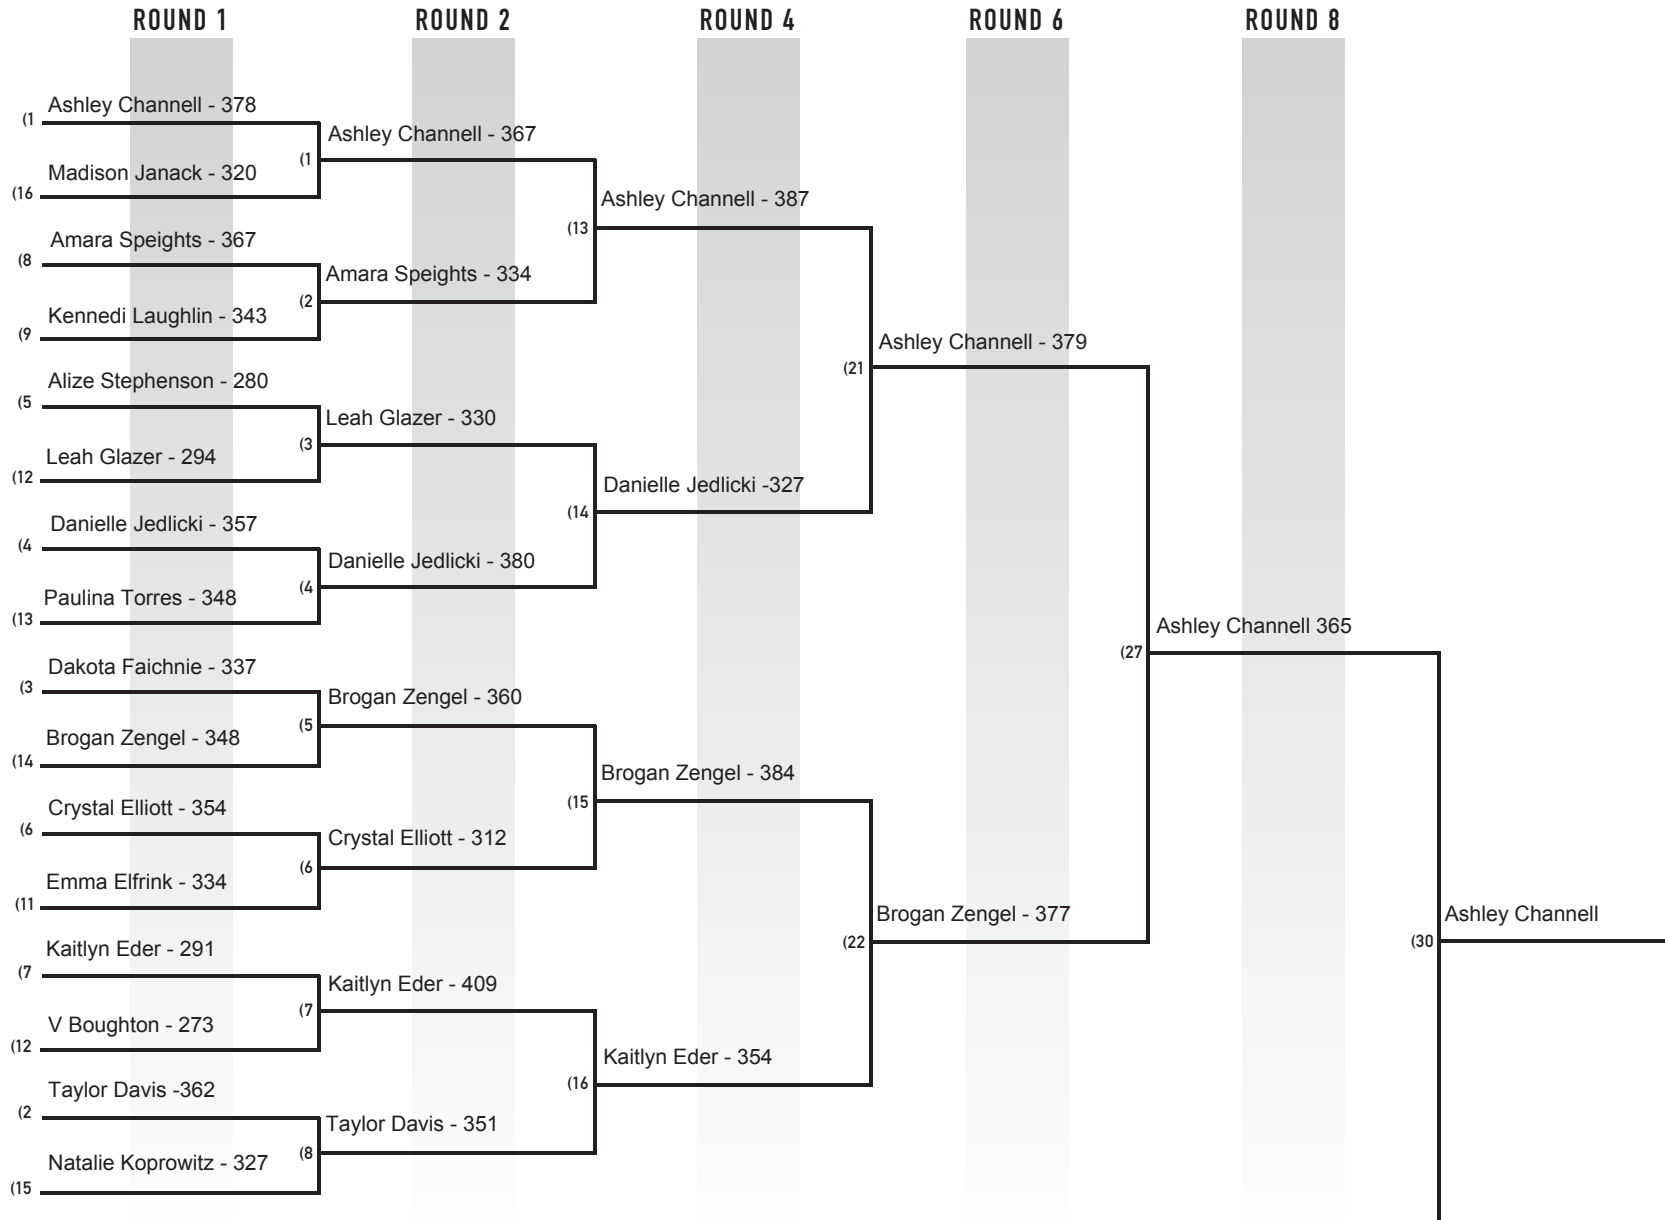 ROUND 1
ROUND 2
ROUND 4
ROUND 6
ROUND 8
Ashley Channell - 378
(1
Madison Janack - 320
(16
Amara Speights - 367
(8
Kennedi Laughlin - 343
(9
Alize Stephenson - 280
(5
Leah Glazer - 294
(12
Danielle Jedlicki - 357
(4
Paulina Torres - 348
(13
Dakota Faichnie - 337
(3
Brogan Zengel - 348
(14
Crystal Elliott - 354
(6
Emma Elfrink - 334
(11
Kaitlyn Eder - 291
(7
V Boughton - 273
(12
Taylor Davis -362
(2
Natalie Koprowitz - 327
(15
Ashley Channell - 367
(1
Amara Speights - 334
(2
Leah Glazer - 330
(3
Danielle Jedlicki - 380
(4
Brogan Zengel - 360
(5
Crystal Elliott - 312
(6
Kaitlyn Eder - 409
(7
Taylor Davis - 351
(8
Ashley Channell - 387
(13
Danielle Jedlicki -327
(14
Brogan Zengel - 384
(15
Kaitlyn Eder - 354
(16
Ashley Channell - 379
(21
Brogan Zengel - 377
(22
Ashley Channell 365
(27
Ashley Channell
(30